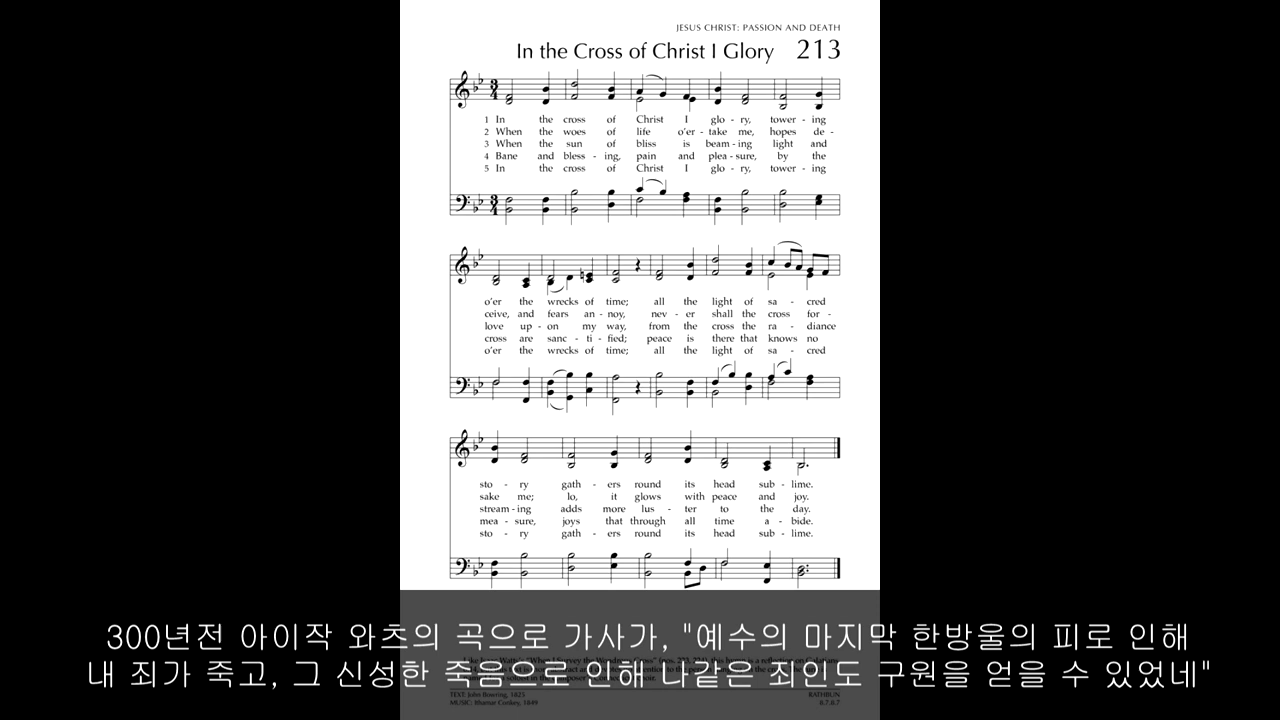 JESUS CHRIST: PASSION AND DEATH
In the Cross of Christ I Glory 213
1 In the cross of Christ I glo - ry, tower - ing
2 When the woes of life o'er - take me, hopes de -
3 When the sun of bliss is beam - ing light and
4 Bane and bless - ing, pain and plea - sure, by the
5 In the cross of Christ I glo - ry, tower - ing
o'er the wrecks of time; all the light of sa - cred
ceive, and fears an - noy, nev - er shall the cross for -
love up - on my way, from the cross the ra - diance
cross are sanc - ti - fied; peace is there that knows no
o'er the wrecks of time; all the light of sa - cred
sto - ry gath - ers round its head sub - lime.
sake me; lo, it glows with peace and joy.
stream - ing adds more lus - ter to the day.
mea - sure, joys that through all time a - bide.
sto - ry gath - ers round its head sub - lime.
300년전 아이작 와츠의 곡으로 가사가, "예수의 마지막 한방울의 피로 인해
내 죄가 죽고, 그 신성한 죽음으로 인해 나같은 죄인도 구원을 얻을 수 있었네"
TEXT: John Bowring, 1825
MUSIC: Ithamar Conkey, 1849
RATHBUN
8.7.8.7